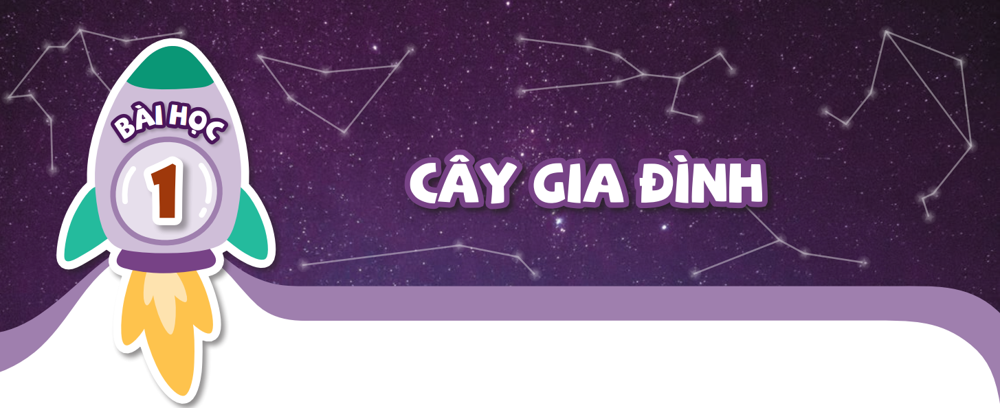 BÀI HỌC
1
CÂY GIA ĐÌNH